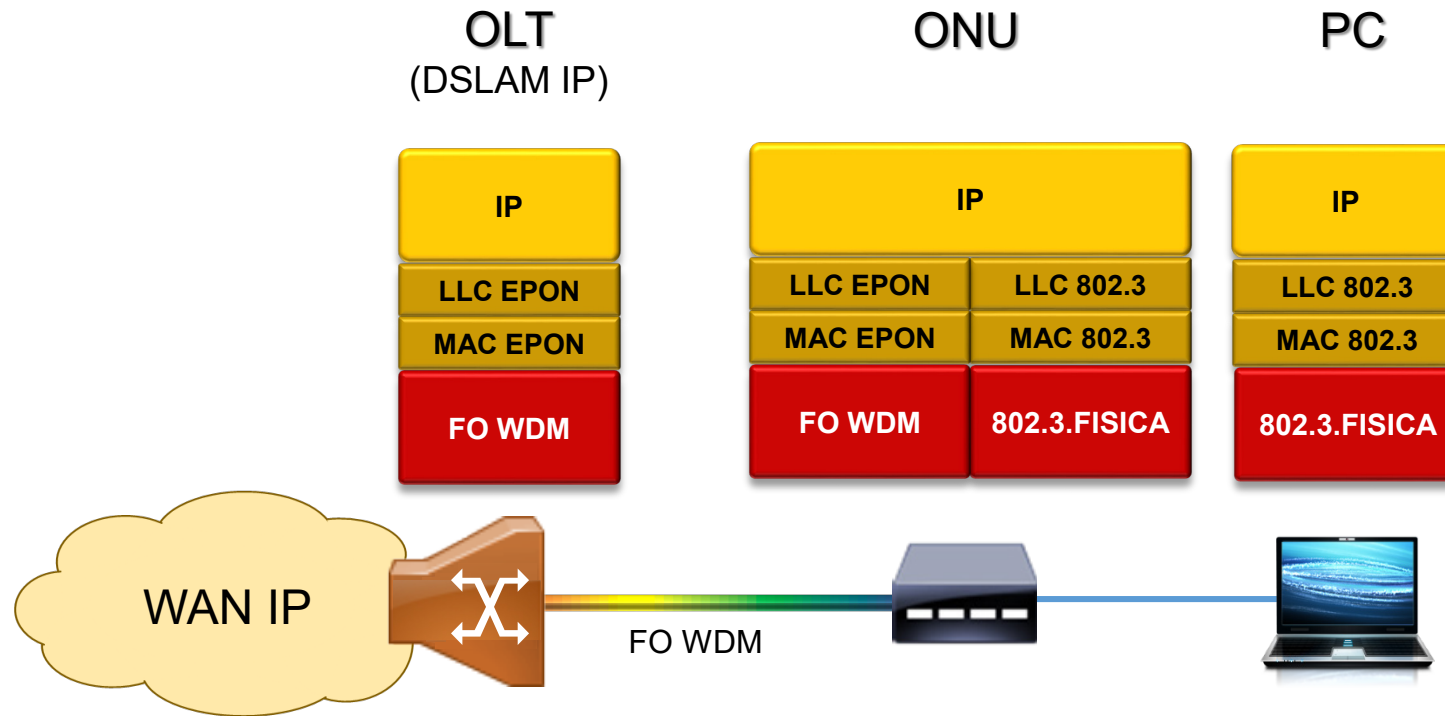 OLT
(DSLAM IP)
ONU
PC
IP
LLC EPON
MAC EPON
FO WDM
IP
LLC EPON
LLC 802.3
MAC EPON
MAC 802.3
FO WDM
802.3.FISICA
IP
LLC 802.3
MAC 802.3
802.3.FISICA
WAN IP
FO WDM